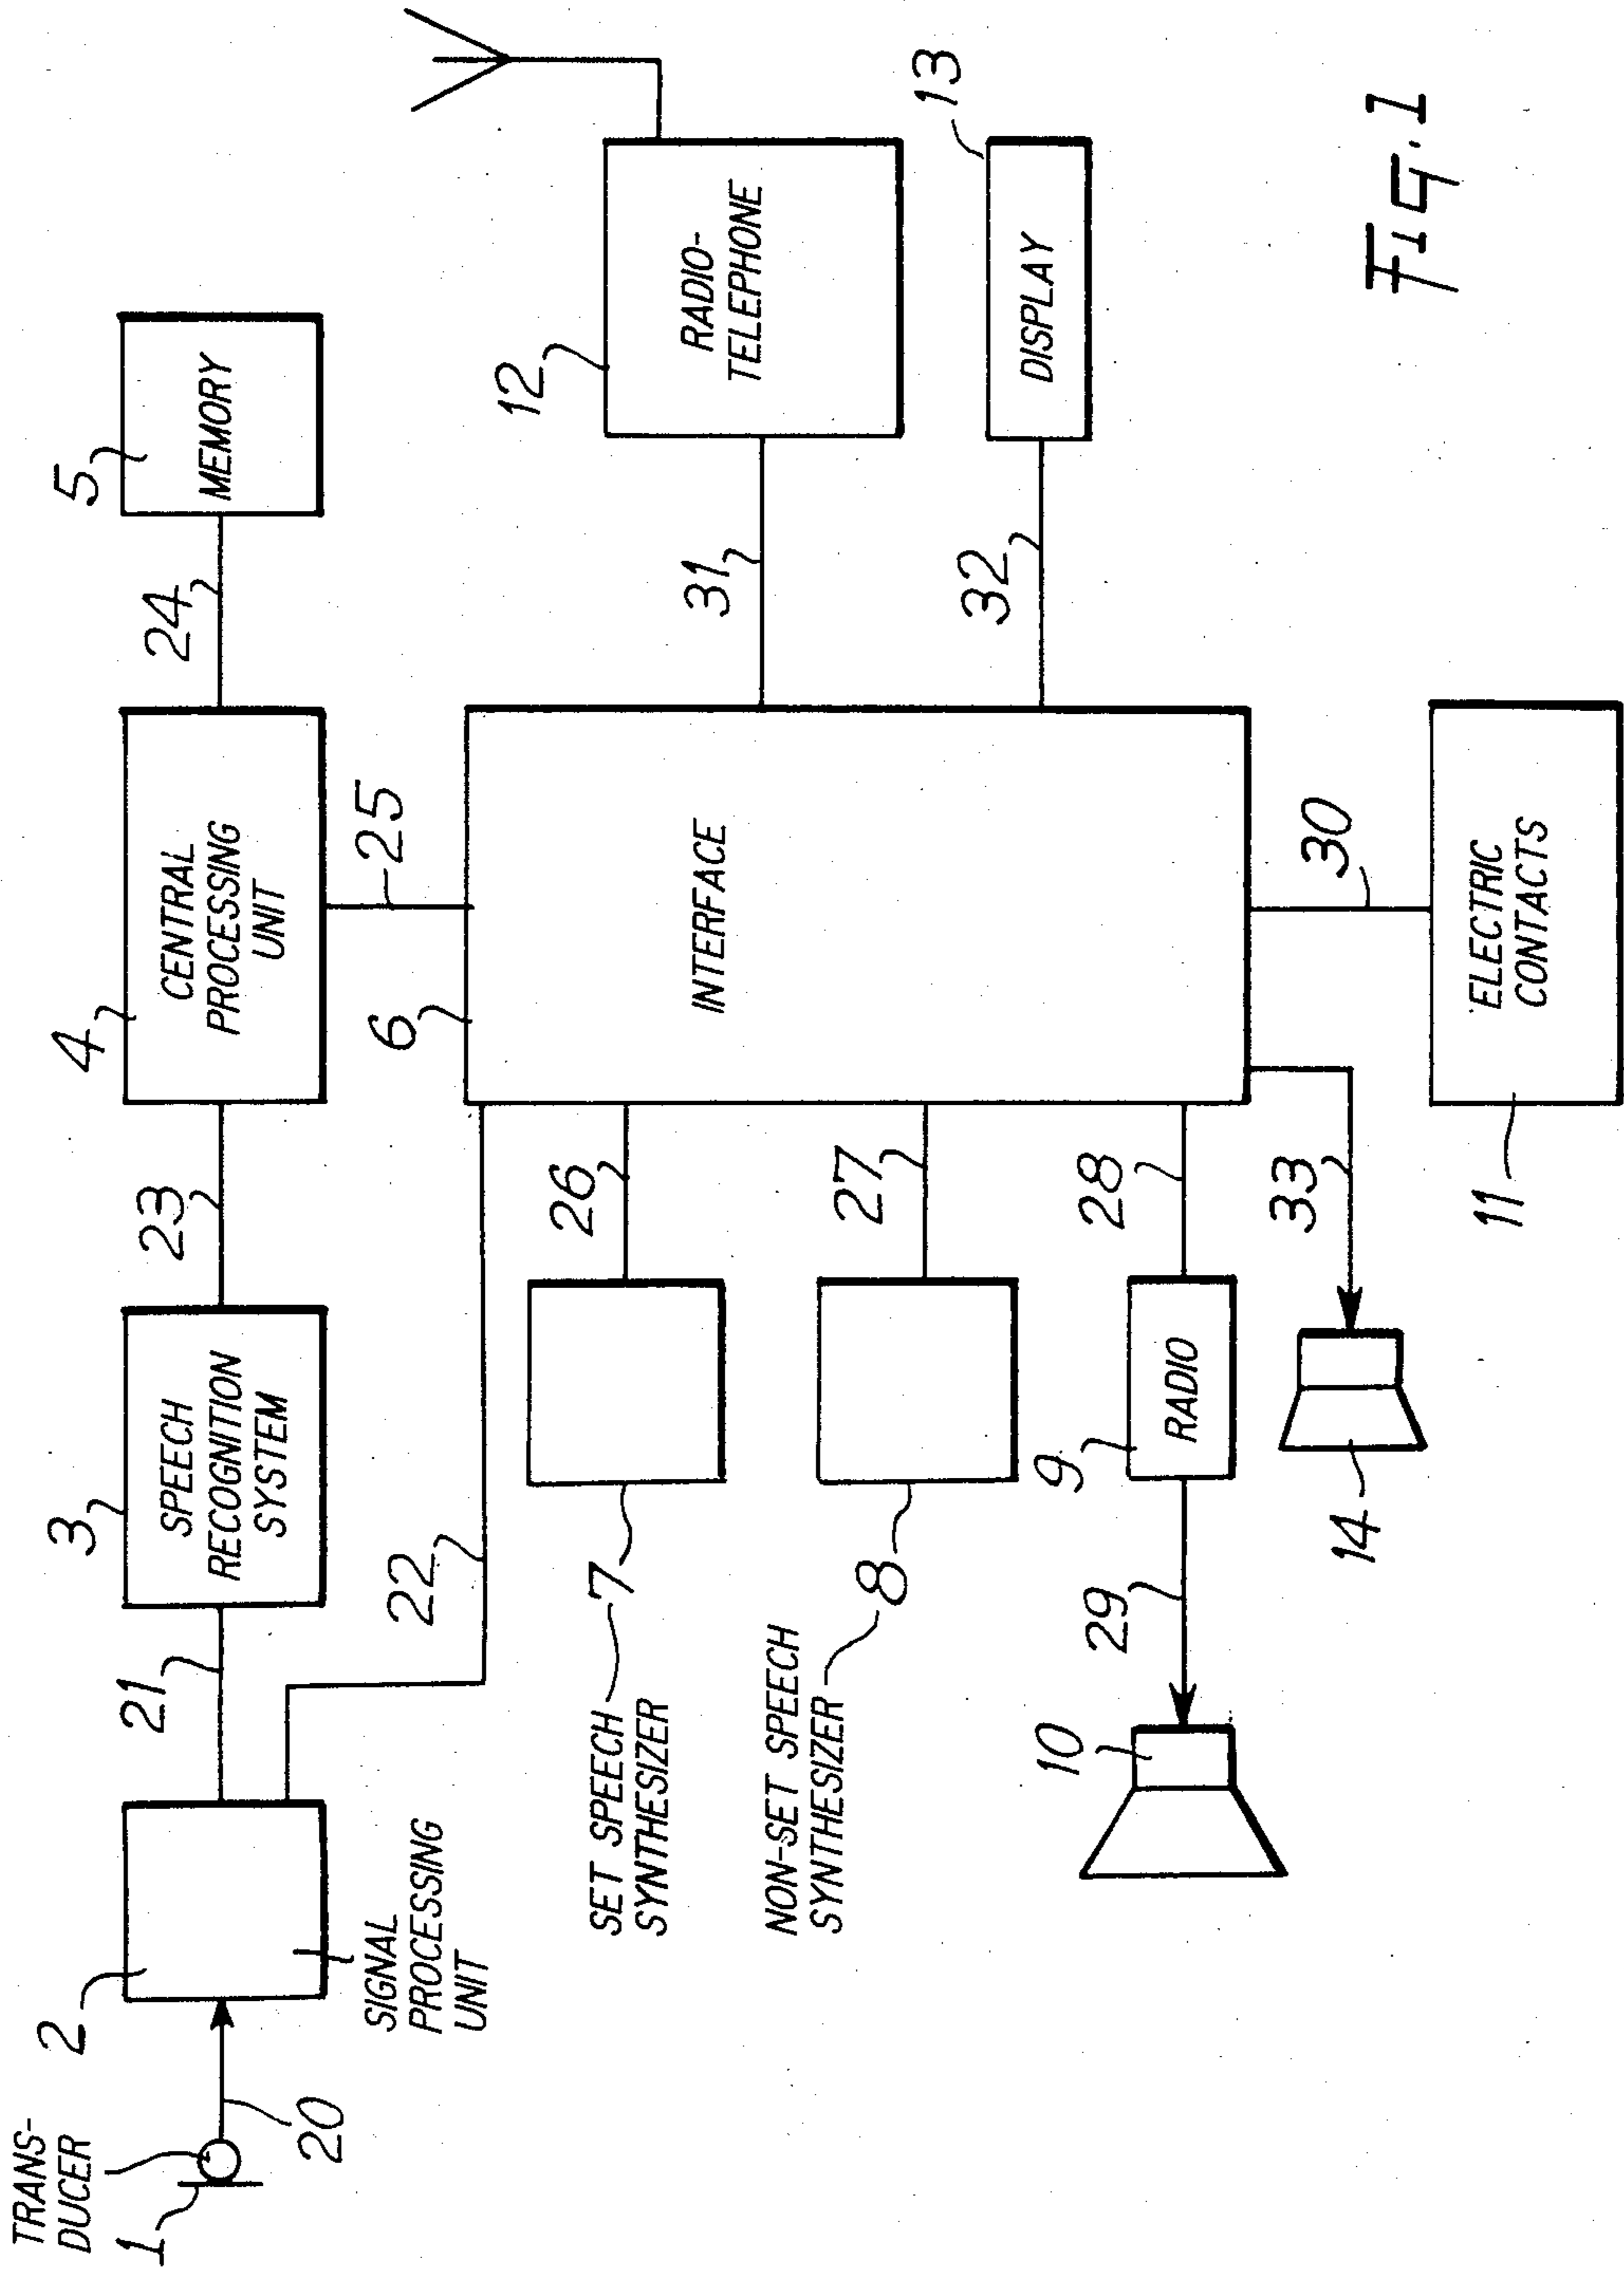 TRANS-
DUCER
1
20
2
SIGNAL
PROCESSING
UNIT
21
22
3
SPEECH
RECOGNITION
SYSTEM
23
4
CENTRAL
PROCESSING
UNIT
24
5
MEMORY
25
6
INTERFACE
SET SPEECH
SYNTHESIZER
7
26
NON-SET SPEECH
SYNTHESIZER
8
27
9
RADIO
28
29
10
33
14
30
11
ELECTRIC
CONTACTS
31
12
RADIO-
TELEPHONE
32
13
DISPLAY
Fig. 1